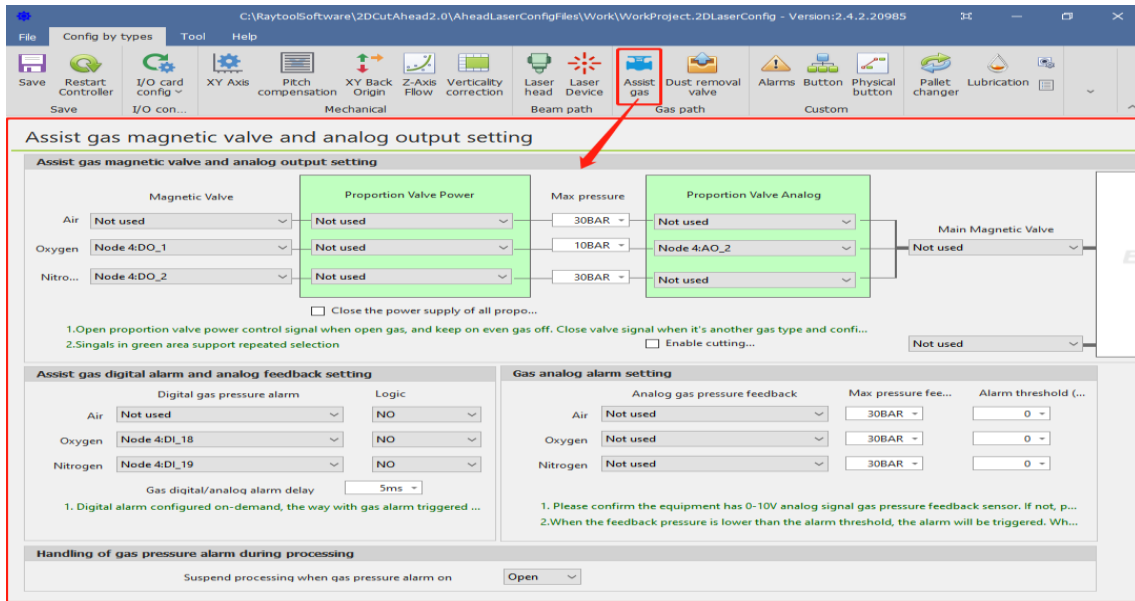 C:\RaytoolSoftware\2DCutAhead2.0\AheadLaserConfigFiles\Work\WorkProject.2DLaserConfig - Version:2.4.2.20985
File Config by types Tool Help
Save Restart Controller I/O card config XY Axis Pitch compensation XY Back Origin Z-Axis Fllow Verticality correction Laser head Laser Device Assist gas Dust removal valve Alarms Button Physical button Pallet changer Lubrication
Save I/O con... Mechanical Beam path Gas path Custom Axis
Assist gas magnetic valve and analog output setting
Assist gas magnetic valve and analog output setting
Magnetic Valve Proportion Valve Power Max pressure Proportion Valve Analog
Air Not used Not used 30BAR Not used
Main Magnetic Valve
Oxygen Node 4:DO_1 Not used 10BAR Node 4:AO_2 Not used
Nitro... Node 4:DO_2 Not used 30BAR Not used
Close the power supply of all propo...
1.Open proportion valve power control signal when open gas, and keep on even gas off. Close valve signal when it's another gas type and confi...
2.Singals in green area support repeated selection Enable cutting... Not used
Assist gas digital alarm and analog feedback setting
Digital gas pressure alarm Logic
Air Not used NO
Oxygen Node 4:DI_18 NO
Nitrogen Node 4:DI_19 NO
Gas digital/analog alarm delay 5ms
1. Digital alarm configured on-demand, the way with gas alarm triggered ...
Gas analog alarm setting
Analog gas pressure feedback Max pressure fee... Alarm threshold (...
Air Not used 30BAR 0
Oxygen Not used 30BAR 0
Nitrogen Not used 30BAR 0
1. Please confirm the equipment has 0-10V analog signal gas pressure feedback sensor. If not, p...
2.When the feedback pressure is lower than the alarm threshold, the alarm will be triggered. Wh...
Handling of gas pressure alarm during processing
Suspend processing when gas pressure alarm on Open